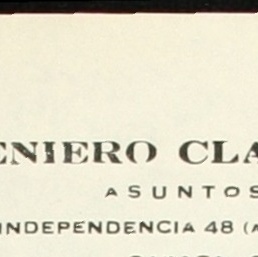 ENIERO CLA
ASUNTOS
INDEPENDENCIA 48 (A